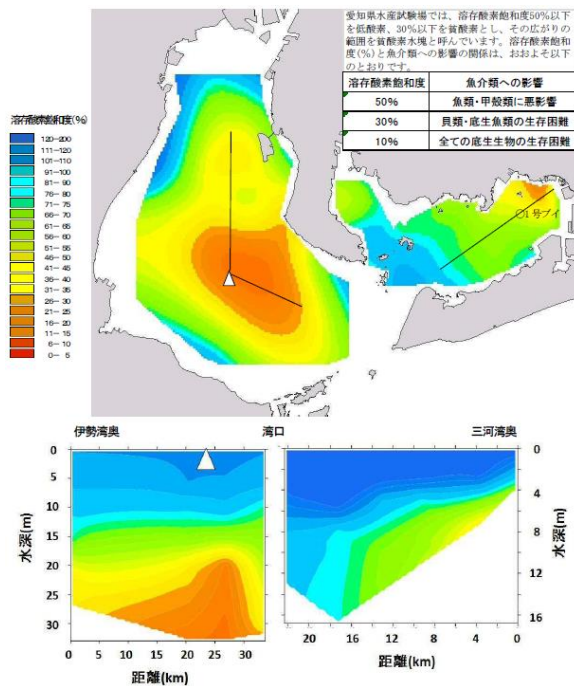 愛知県水産試験場では、溶存酸素飽和度50%以下
を低酸素、30%以下を貧酸素とし、その広がりの
範囲を貧酸素水塊と呼んでいます。溶存酸素飽和
度(%)と魚介類への影響の関係は、おおよそ以下
のとおりです。
溶存酸素飽和度 魚介類への影響
50% 魚類・甲殻類に悪影響
30% 貝類・底生魚類の生存困難
10% 全ての底生生物の生存困難
溶存酸素飽和度(%)
120-200
111-120
101-110
91-100
81-90
76-80
71-75
66-70
61-65
56-60
51-55
46-50
41-45
36-40
31-35
26-30
21-25
16-20
11-15
6-10
0-5
○1号ブイ
伊勢湾奥 湾口 三河湾奥
水深(m)
0
5
10
15
20
25
30
0 5 10 15 20 25 30
距離(km)
0
4
8
12
16
水深(m)
20 16 12 8 4 0
距離(km)